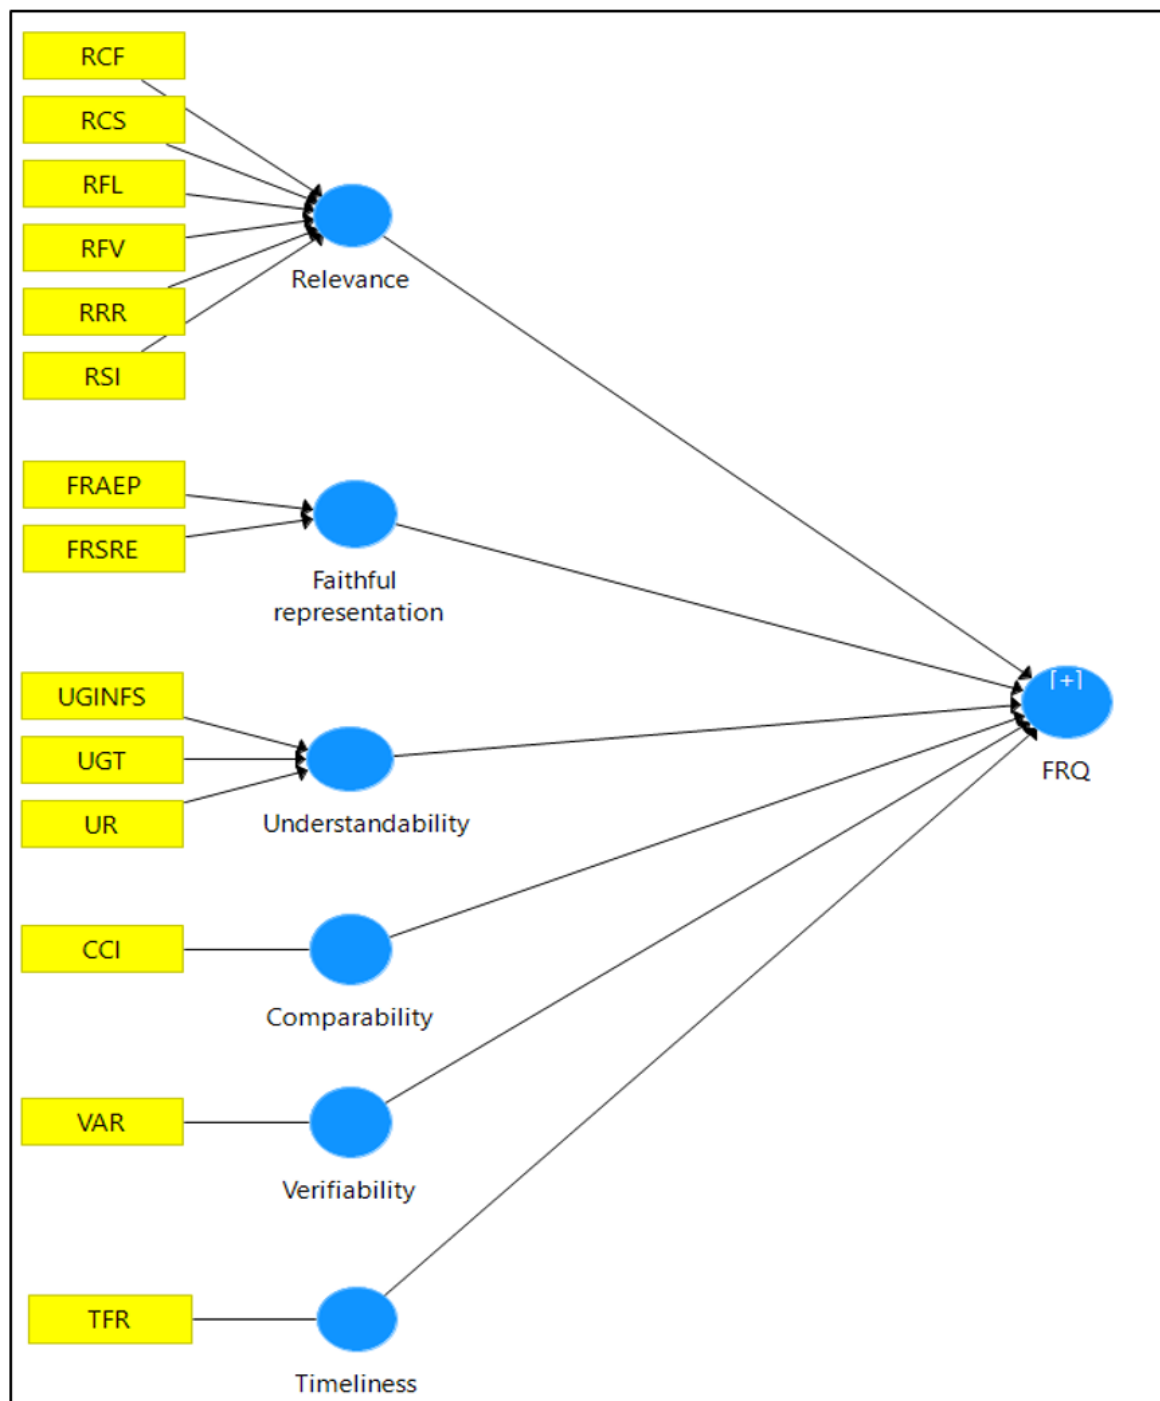 RCF
RCS
RFL
RFV
RRR
RSI
Relevance
FRAEP
FRSRE
Faithful
representation
UGINFS
UGT
UR
Understandability
[+]
FRQ
CCI
Comparability
VAR
Verifiability
TFR
Timeliness